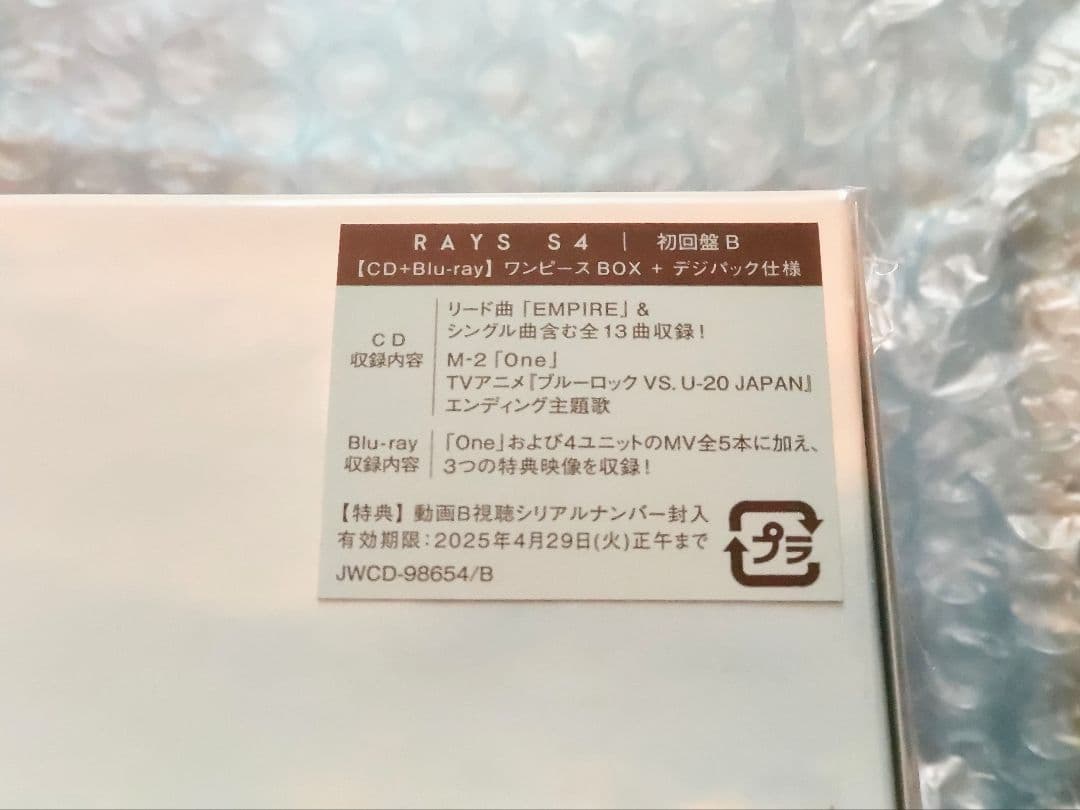 RAYS S4 | 初回盤B
【CD+Blu-ray】ワンピースBOX + デジパック仕様
CD
収録内容
リード曲「EMPIRE」&
シングル曲含む全13曲収録!
M-2「One」
TVアニメ『ブルーロック VS. U-20 JAPAN』
エンディング主題歌
Blu-ray
収録内容
「One」および4ユニットのMV全5本に加え、
3つの特典映像を収録!
【特典】動画B視聴シリアルナンバー封入
有効期限:2025年4月29日(火)正午まで
JWCD-98654/B
プラ